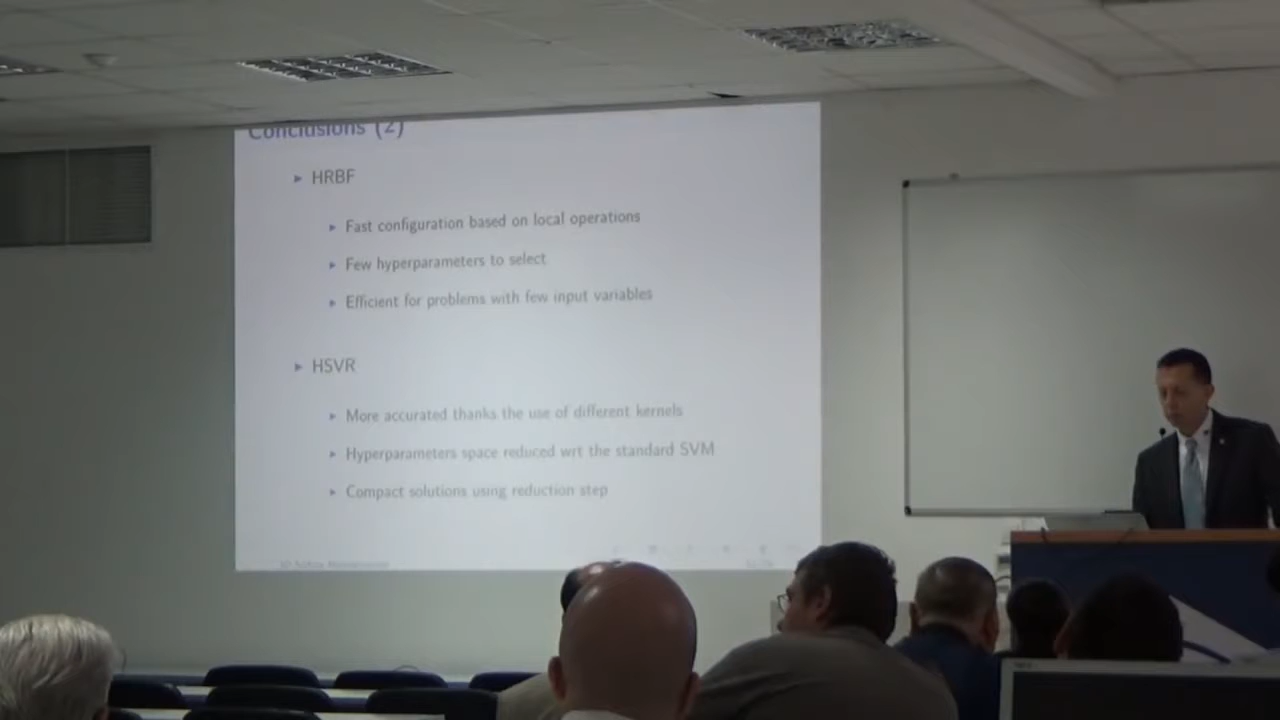 Conclusions (2)
▸ HRBF
▸ Fast configuration based on local operations
▸ Few hyperparameters to select
▸ Efficient for problems with few input variables
▸ HSVR
▸ More accurated thanks the use of different kernels
▸ Hyperparameters space reduced wrt the standard SVM
▸ Compact solutions using reduction step